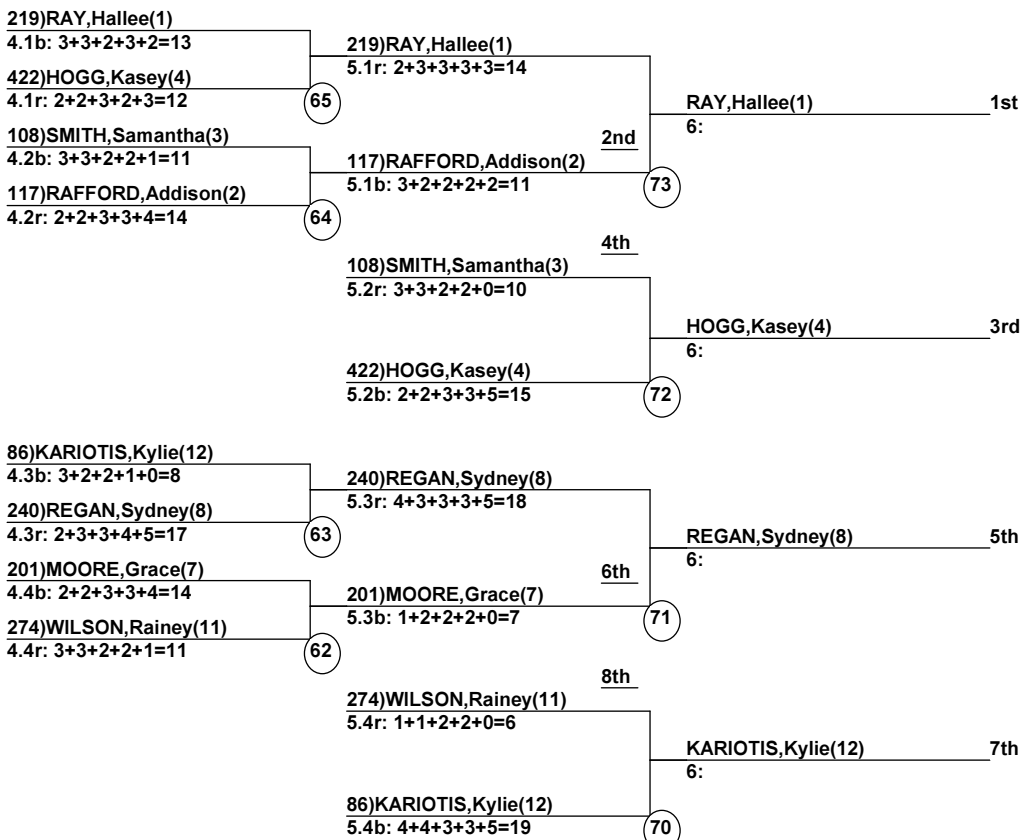 219)RAY,Hallee(1)
4.1b: 3+3+2+3+2=13
422)HOGG,Kasey(4)
4.1r: 2+2+3+2+3=12
65
108)SMITH,Samantha(3)
4.2b: 3+3+2+2+1=11
117)RAFFORD,Addison(2)
4.2r: 2+2+3+3+4=14
64
219)RAY,Hallee(1)
5.1r: 2+3+3+3+3=14
2nd
117)RAFFORD,Addison(2)
5.1b: 3+2+2+2+2=11
73
RAY,Hallee(1)
1st
6:
4th
108)SMITH,Samantha(3)
5.2r: 3+3+2+2+0=10
422)HOGG,Kasey(4)
5.2b: 2+2+3+3+5=15
72
HOGG,Kasey(4)
3rd
6:
86)KARIOTIS,Kylie(12)
4.3b: 3+2+2+1+0=8
240)REGAN,Sydney(8)
4.3r: 2+3+3+4+5=17
63
201)MOORE,Grace(7)
4.4b: 2+2+3+3+4=14
274)WILSON,Rainey(11)
4.4r: 3+3+2+2+1=11
62
240)REGAN,Sydney(8)
5.3r: 4+3+3+3+5=18
6th
201)MOORE,Grace(7)
5.3b: 1+2+2+2+0=7
71
REGAN,Sydney(8)
5th
6:
8th
274)WILSON,Rainey(11)
5.4r: 1+1+2+2+0=6
86)KARIOTIS,Kylie(12)
5.4b: 4+4+3+3+5=19
70
KARIOTIS,Kylie(12)
7th
6: